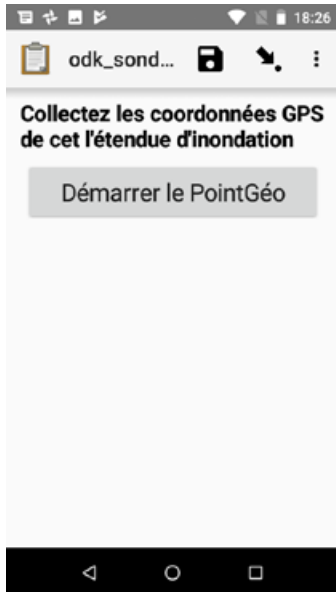 18:26
odk_sond...
Collectez les coordonnées GPS
de cet l'étendue d'inondation
Démarrer le PointGéo